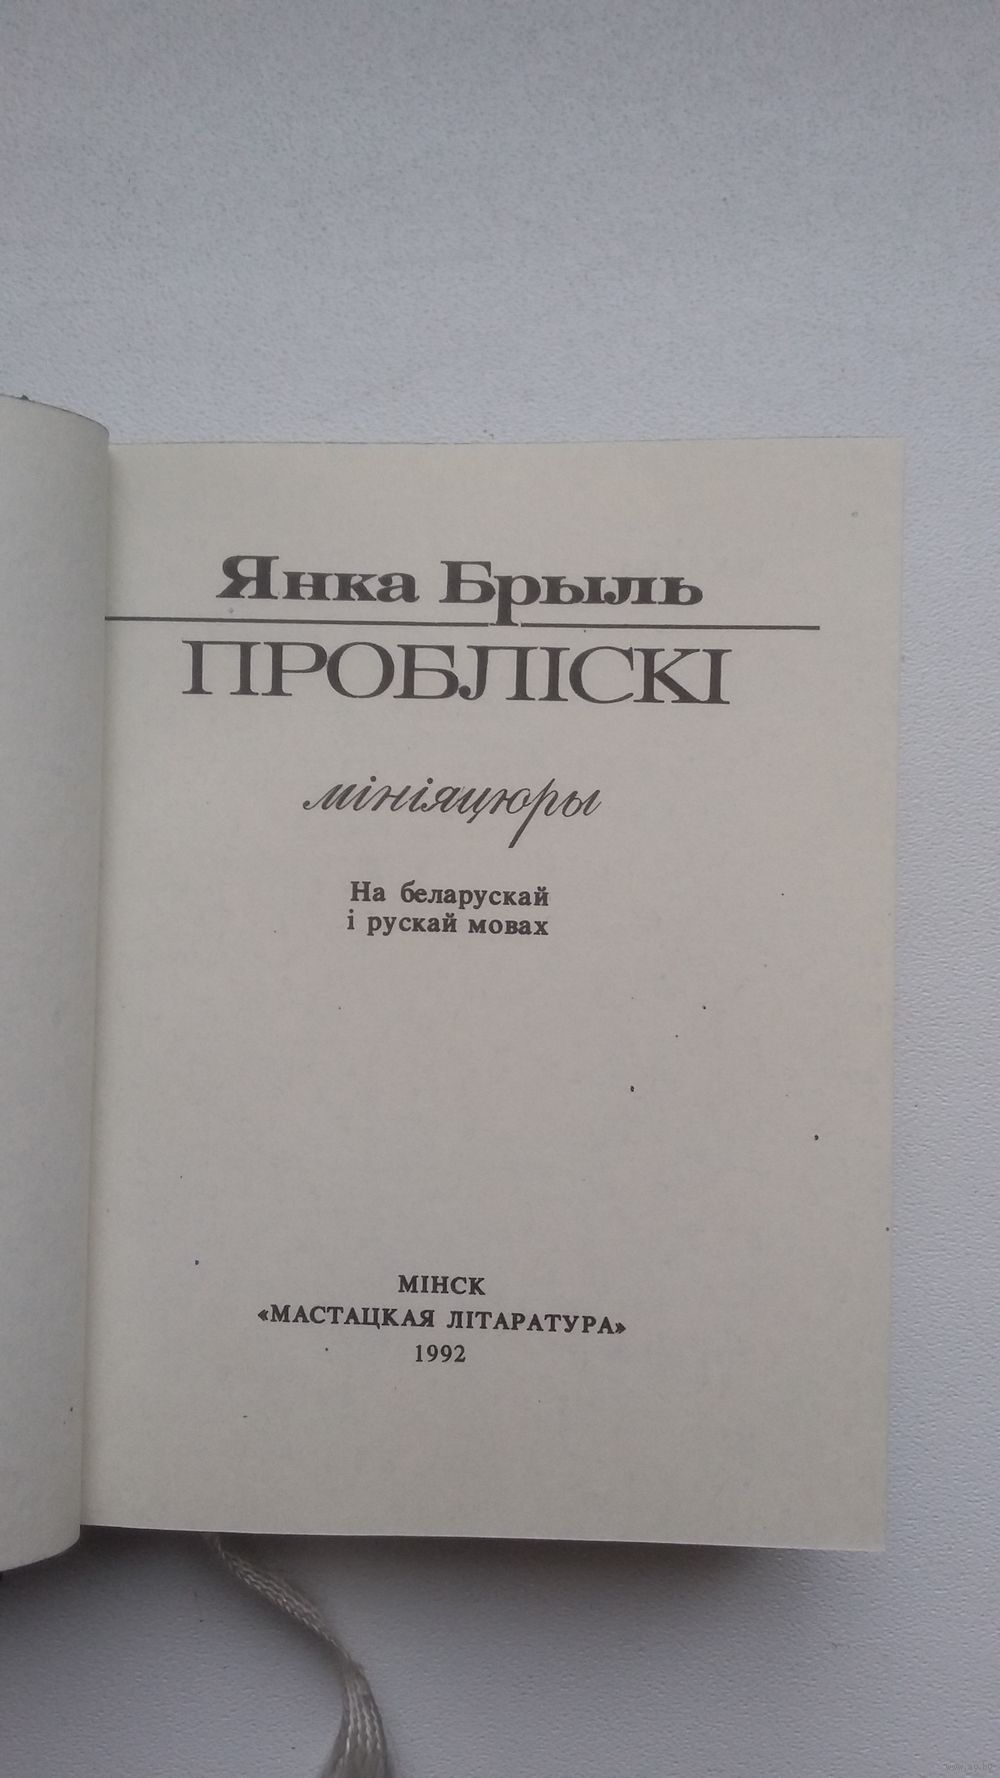 Янка Брыль
ПРОБЛІСКІ
мініяцюры
На беларускай
і рускай мовах
МІНСК
«МАСТАЦКАЯ ЛІТАРАТУРА»
1992